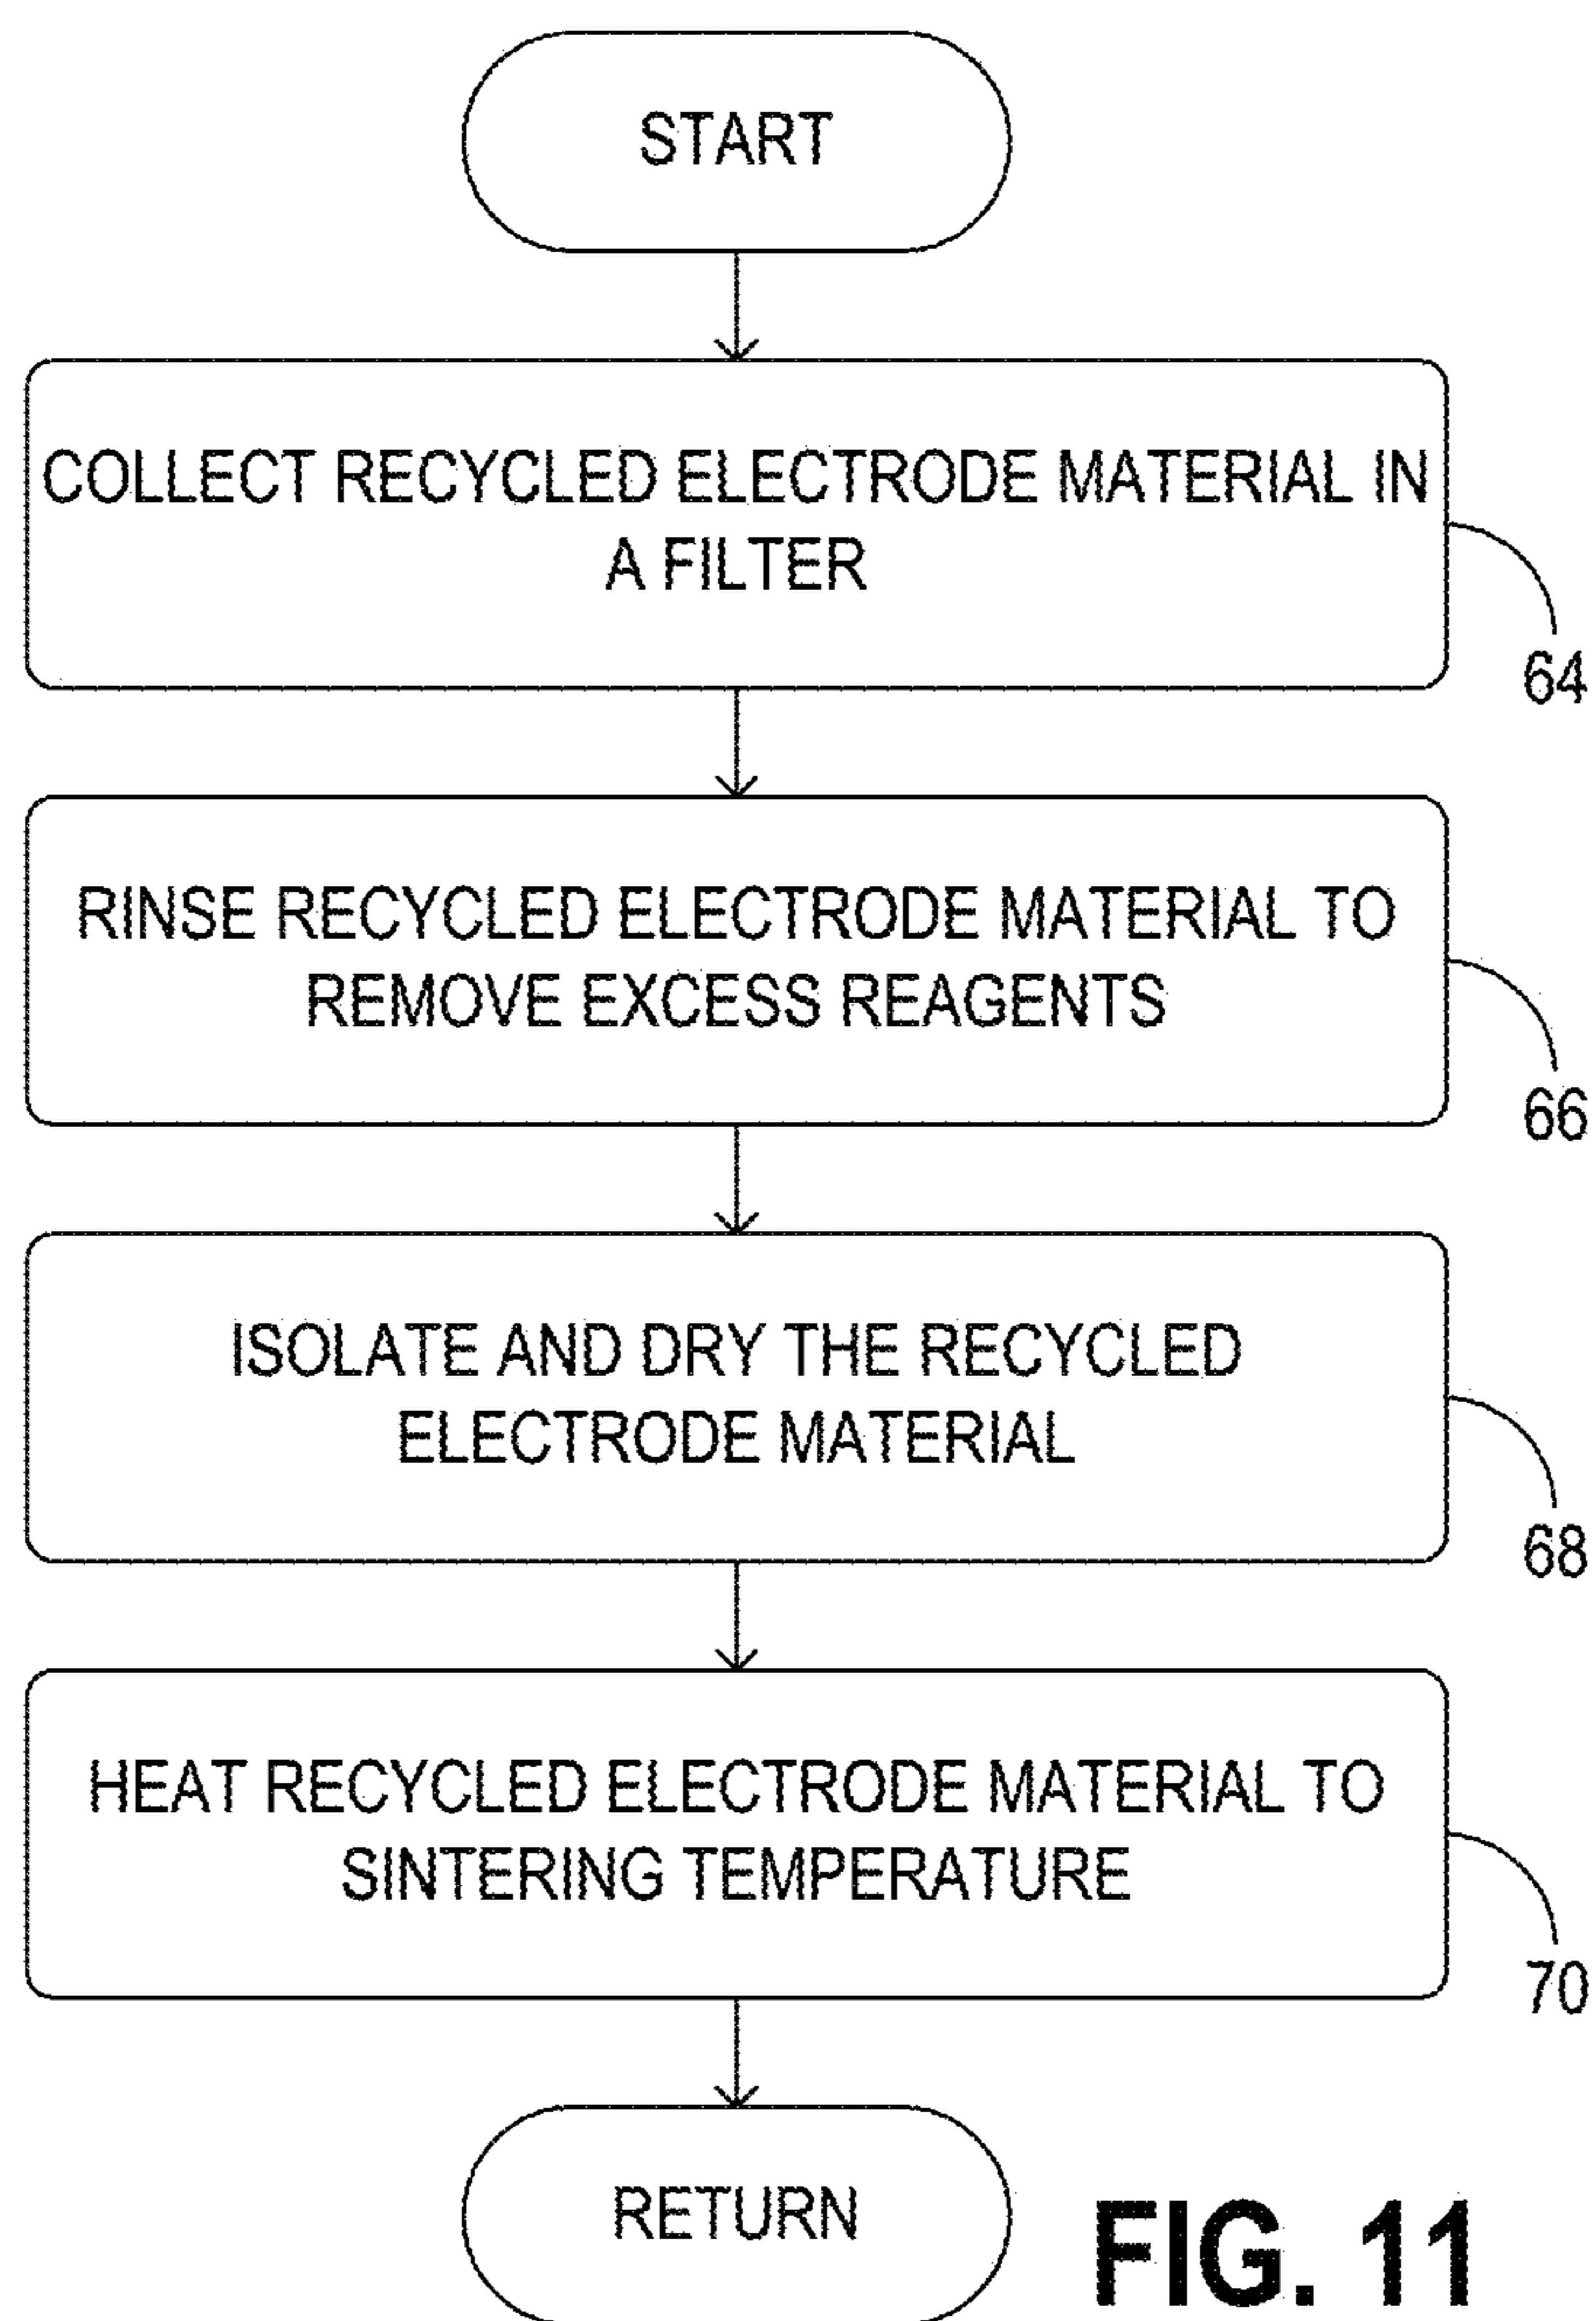 START
COLLECT RECYCLED ELECTRODE MATERIAL IN
A FILTER
64
RINSE RECYCLED ELECTRODE MATERIAL TO
REMOVE EXCESS REAGENTS
66
ISOLATE AND DRY THE RECYCLED
ELECTRODE MATERIAL
68
HEAT RECYCLED ELECTRODE MATERIAL TO
SINTERING TEMPERATURE
70
RETURN
FIG. 11